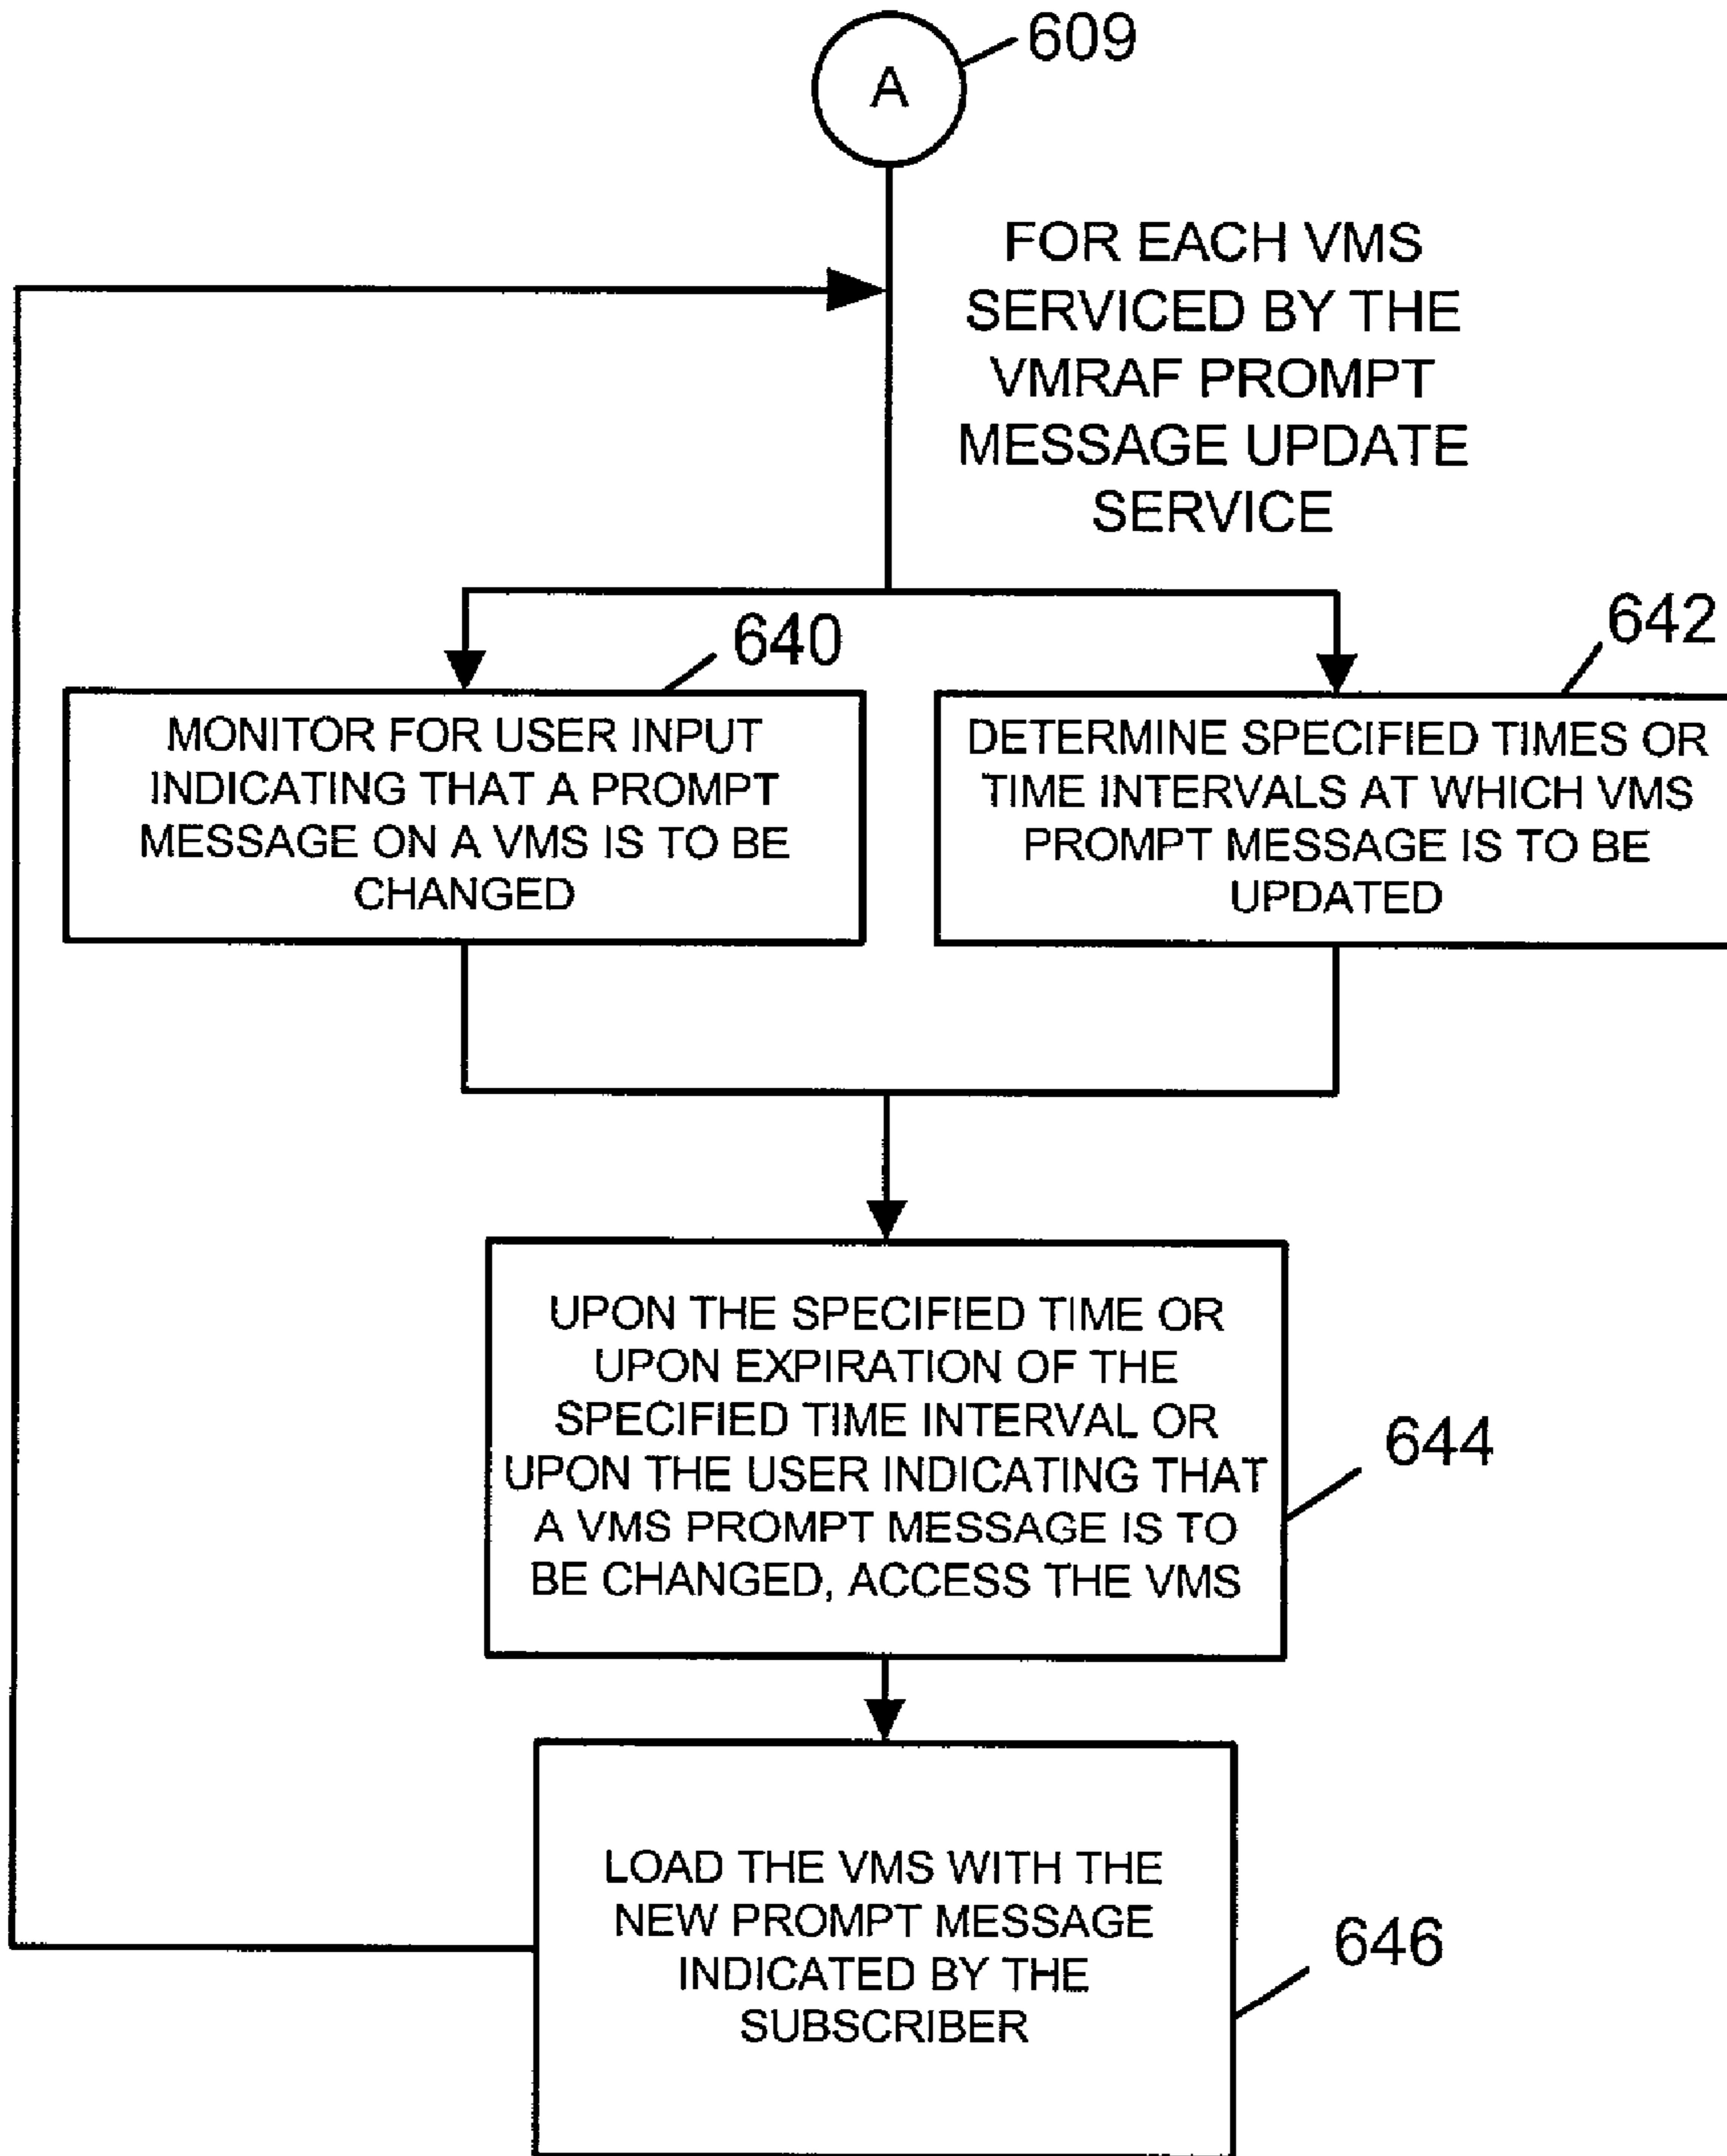 609
A
FOR EACH VMS
SERVICED BY THE
VMRAF PROMPT
MESSAGE UPDATE
SERVICE
640
642
MONITOR FOR USER INPUT
INDICATING THAT A PROMPT
MESSAGE ON A VMS IS TO BE
CHANGED
DETERMINE SPECIFIED TIMES OR
TIME INTERVALS AT WHICH VMS
PROMPT MESSAGE IS TO BE
UPDATED
UPON THE SPECIFIED TIME OR
UPON EXPIRATION OF THE
SPECIFIED TIME INTERVAL OR
UPON THE USER INDICATING THAT
A VMS PROMPT MESSAGE IS TO
BE CHANGED, ACCESS THE VMS
644
LOAD THE VMS WITH THE
NEW PROMPT MESSAGE
INDICATED BY THE
SUBSCRIBER
646